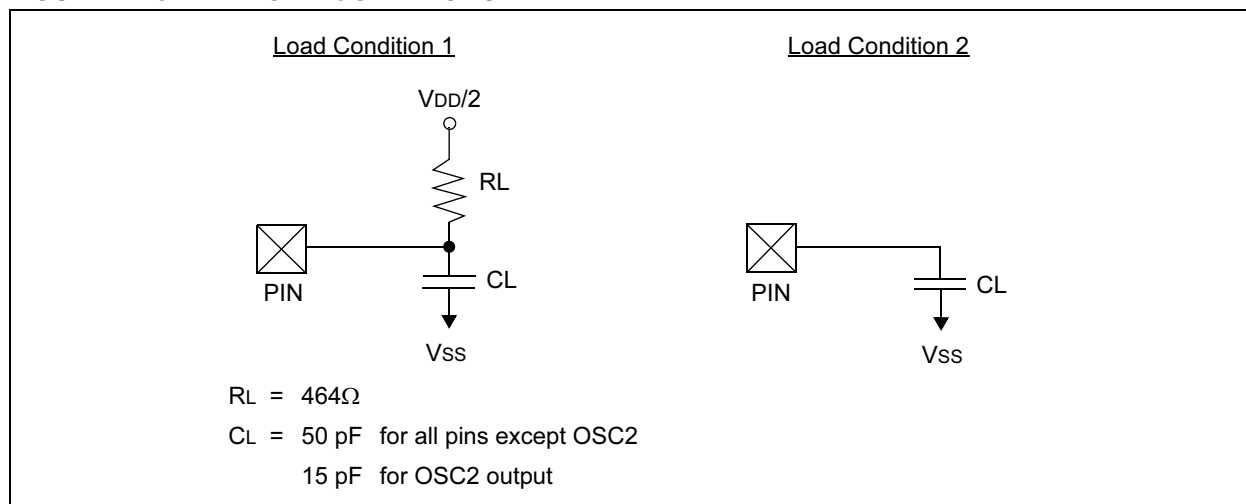 Load Condition 1
VDD/2
RL
PIN
CL
VSS
Load Condition 2
PIN
CL
VSS
RL = 464Ω
CL = 50 pF for all pins except OSC2
15 pF for OSC2 output